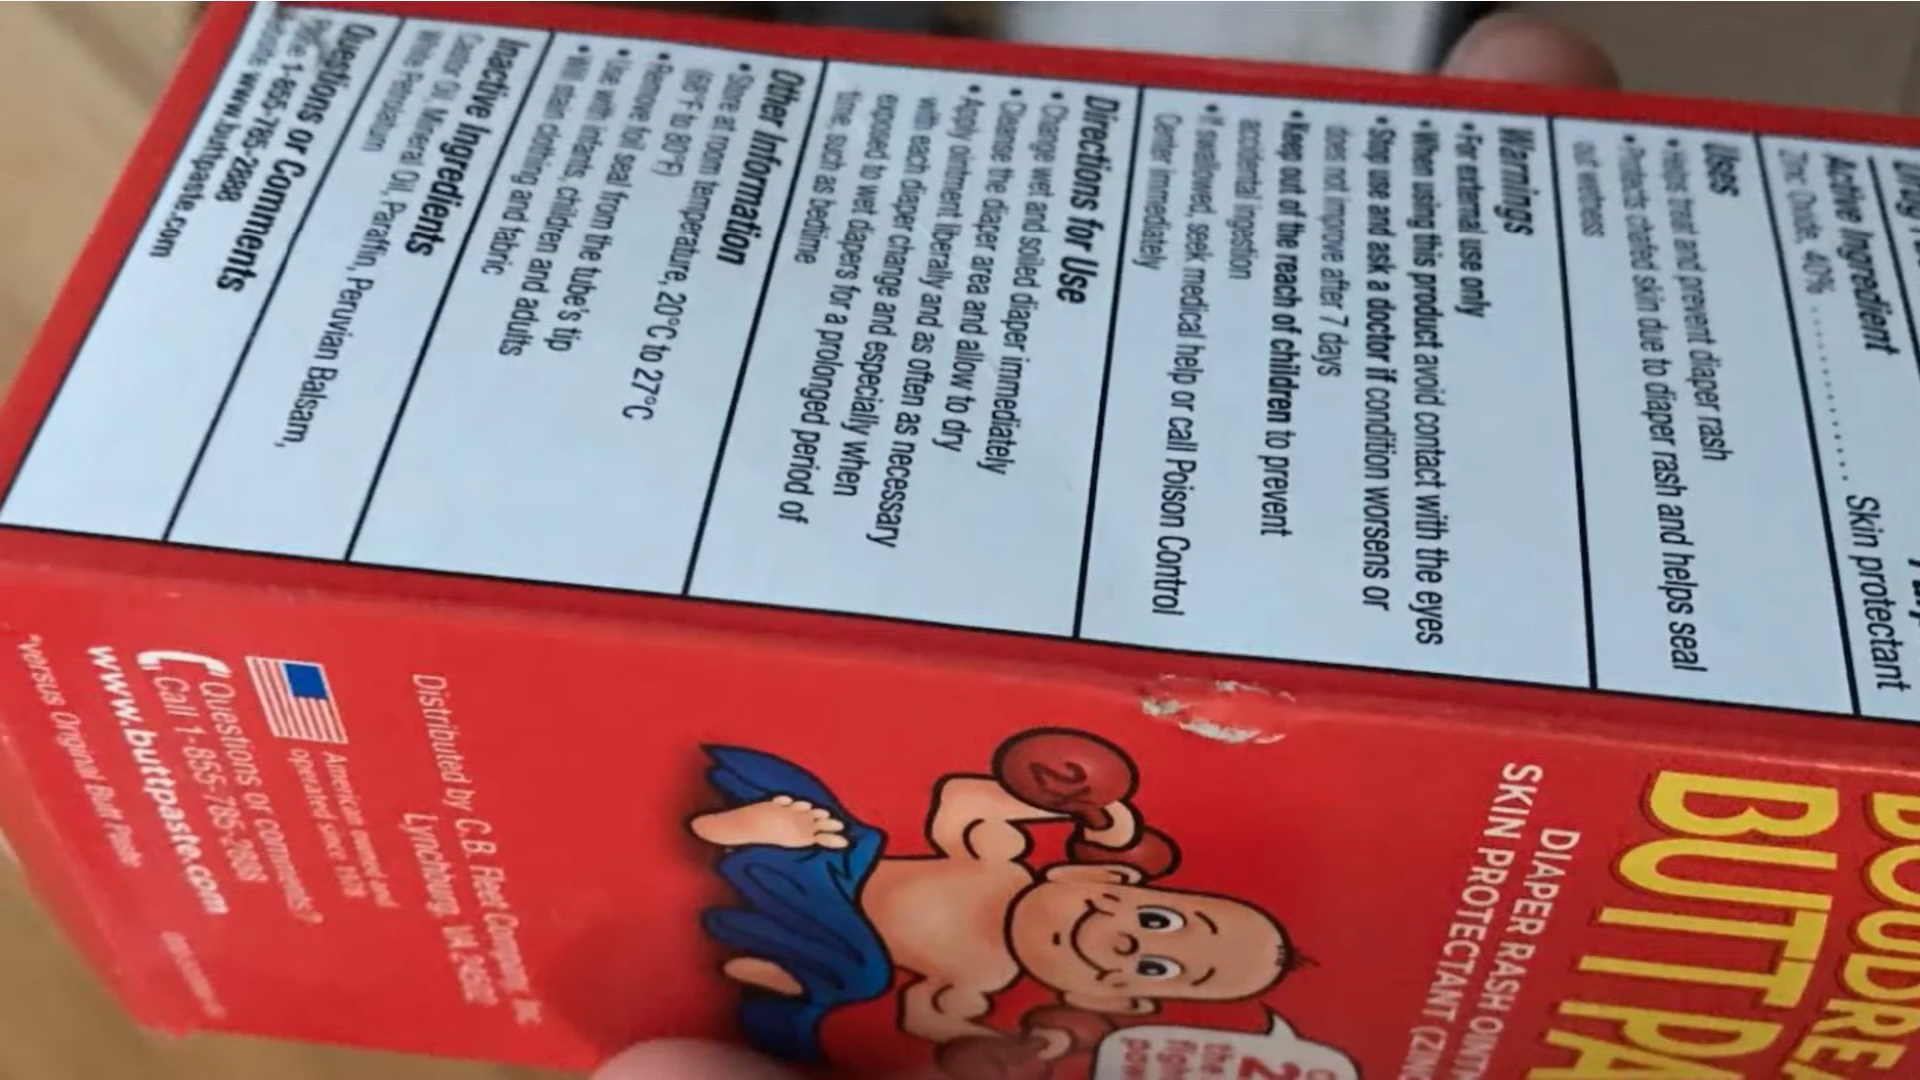 Drug
Active Ingredient
Zinc Oxide, 40% ............ Skin protectant
Uses
• Helps treat and prevent diaper rash
• Protects chafed skin due to diaper rash and helps seal
out wetness
Warnings
• For external use only
• When using this product avoid contact with the eyes
• Stop use and ask a doctor if condition worsens or
does not improve after 7 days
• Keep out of the reach of children to prevent
accidental ingestion
• If swallowed, seek medical help or call Poison Control
Center immediately
Directions for Use
• Change wet and soiled diaper immediately
• Cleanse the diaper area and allow to dry
• Apply ointment liberally and as often as necessary
with each diaper change and especially when
exposed to wet diapers for a prolonged period of
time, such as bedtime
Other Information
• Store at room temperature, 20°C to 27°C
(68°F to 80°F)
• Remove foil seal from the tube's tip
• Use with infants, children and adults
• Will stain clothing and fabric
Inactive Ingredients
Castor Oil, Mineral Oil, Paraffin, Peruvian Balsam,
White Petrolatum
Questions or Comments
1-855-785-2888
www.buttpaste.com
BOUDREA
BUTT PA
DIAPER RASH OINTM
SKIN PROTECTANT (ZINC
2X
2
the
figh
pow
Distributed by C.B. Fleet Company, Inc
Lynchburg, VA 24502
American owned and
operated since 1978
Questions or comments?
Call 1-855-785-2888
www.buttpaste.com
*versus Original Butt Paste